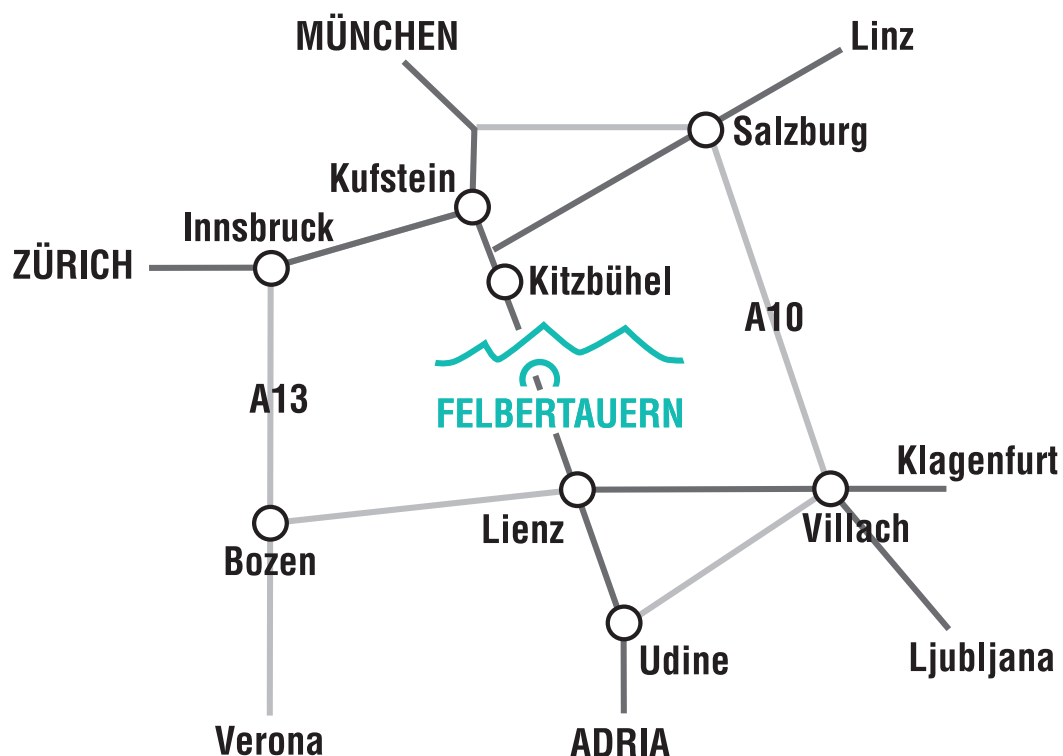 MÜNCHEN
Linz
Salzburg
Kufstein
Innsbruck
ZÜRICH
Kitzbühel
A10
A13
FELBERTAUERN
Klagenfurt
Lienz
Villach
Bozen
Udine
Ljubljana
Verona
ADRIA